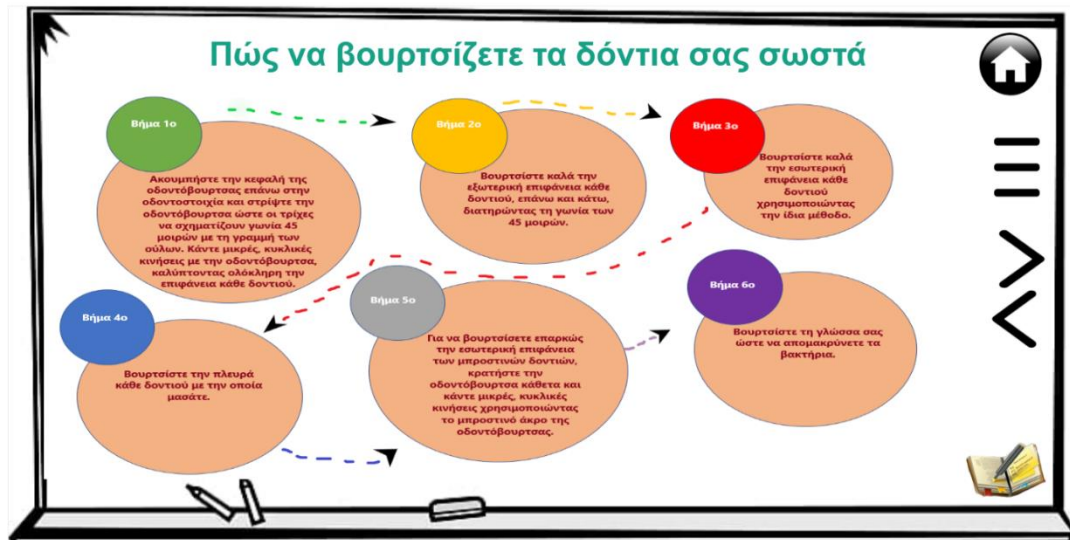 Πώς να βουρτσίζετε τα δόντια σας σωστά
Βήμα 1ο
Ακουμπήστε την κεφαλή της
οδοντόβουρτσας επάνω στην
οδοντοστοιχία και στρίψτε την
οδοντόβουρτσα ώστε οι τρίχες
να σχηματίζουν γωνία 45
μοιρών με τη γραμμή των
ούλων. Κάντε μικρές, κυκλικές
κινήσεις με την οδοντόβουρτσα,
καλύπτοντας ολόκληρη την
επιφάνεια κάθε δοντιού.
Βήμα 2ο
Βουρτσίστε καλά την
εξωτερική επιφάνεια κάθε
δοντιού, επάνω και κάτω,
διατηρώντας τη γωνία των
45 μοιρών.
Βήμα 3ο
Βουρτσίστε καλά
την εσωτερική
επιφάνεια κάθε
δοντιού
χρησιμοποιώντας
την ίδια μέθοδο.
Βήμα 4ο
Βουρτσίστε την πλευρά
κάθε δοντιού με την οποία
μασάτε.
Βήμα 5ο
Για να βουρτσίσετε επαρκώς
την εσωτερική επιφάνεια
των μπροστινών δοντιών,
κρατήστε την
οδοντόβουρτσα κάθετα και
κάντε μικρές, κυκλικές
κινήσεις χρησιμοποιώντας
το μπροστινό άκρο της
οδοντόβουρτσας.
Βήμα 6ο
Βουρτσίστε τη γλώσσα σας
ώστε να απομακρύνετε τα
βακτήρια.